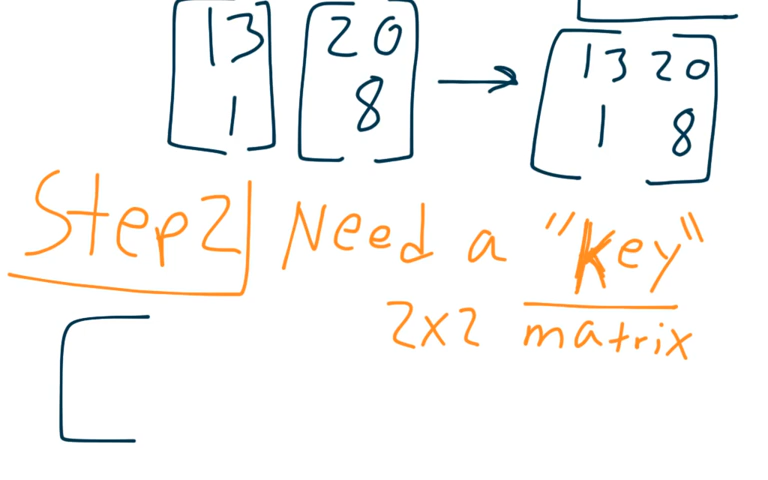 13 20 → 13 20
1 8 1 8
Step2 Need a "Key"
2x2 matrix